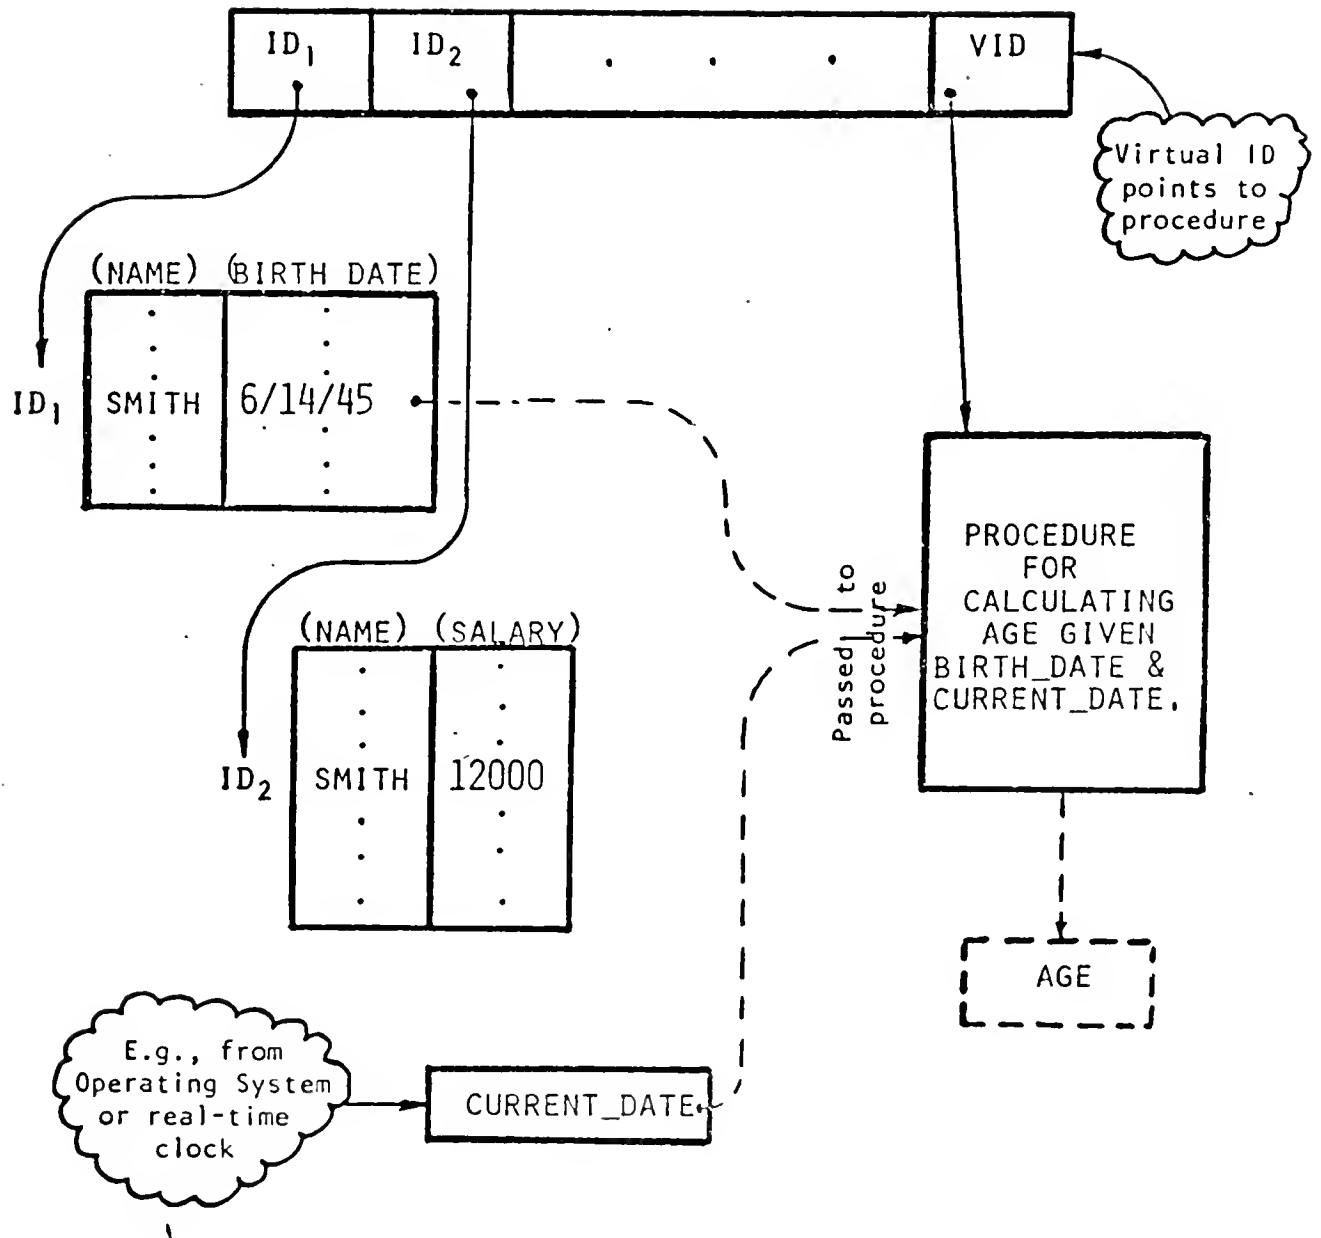 ID₁ ID₂ . . . VID
Virtual ID
points to
procedure
(NAME) (BIRTH DATE)
ID₁ SMITH 6/14/45
PROCEDURE
FOR
CALCULATING
AGE GIVEN
BIRTH_DATE &
CURRENT_DATE.
Passed to
procedure
(NAME) (SALARY)
ID₂ SMITH 12000
AGE
E.g., from
Operating System
or real-time
clock
CURRENT_DATE